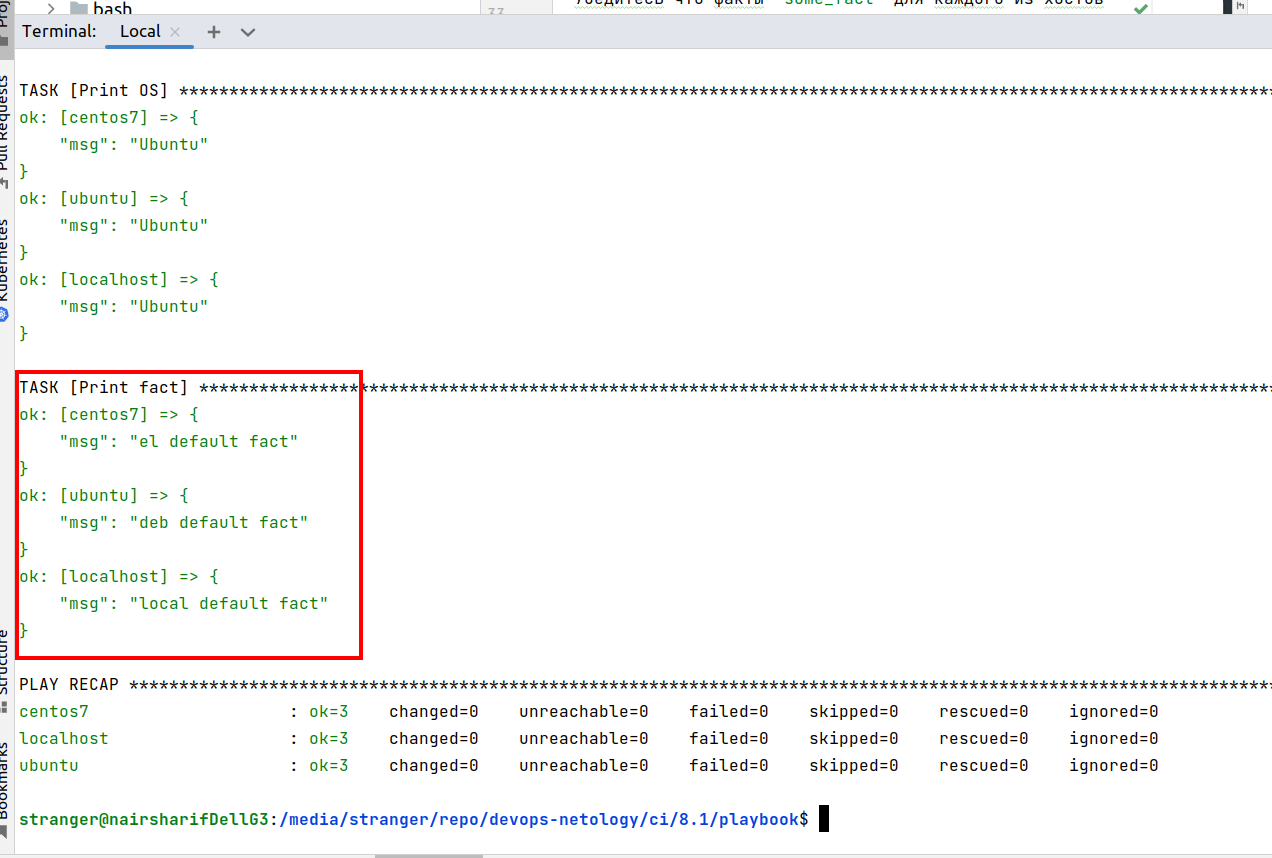 bash
33
Убедитесь что факты some_fact для каждого из хостов
Terminal: Local × +
Pull Requests
Kubernetes
Structure
Bookmarks
TASK [Print OS] *************************************************************************************************************
ok: [centos7] => {
    "msg": "Ubuntu"
}
ok: [ubuntu] => {
    "msg": "Ubuntu"
}
ok: [localhost] => {
    "msg": "Ubuntu"
}
TASK [Print fact] ***********************************************************************************************************
ok: [centos7] => {
    "msg": "el default fact"
}
ok: [ubuntu] => {
    "msg": "deb default fact"
}
ok: [localhost] => {
    "msg": "local default fact"
}
PLAY RECAP ******************************************************************************************************************
centos7                    : ok=3    changed=0    unreachable=0    failed=0    skipped=0    rescued=0    ignored=0
localhost                  : ok=3    changed=0    unreachable=0    failed=0    skipped=0    rescued=0    ignored=0
ubuntu                     : ok=3    changed=0    unreachable=0    failed=0    skipped=0    rescued=0    ignored=0
stranger@nairsharifDellG3:/media/stranger/repo/devops-netology/ci/8.1/playbook$